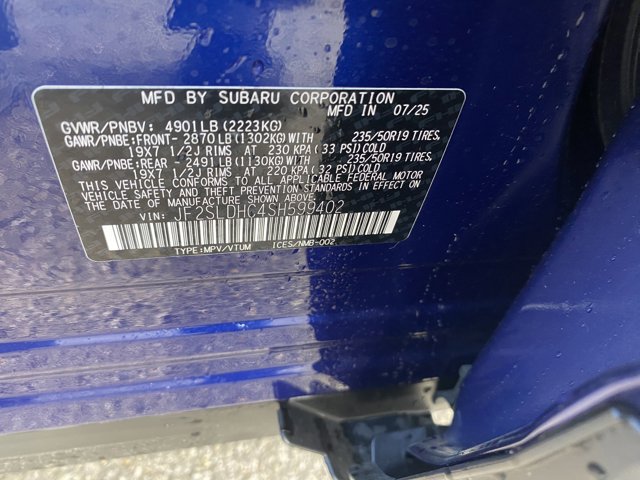 MFD BY SUBARU CORPORATION
MFD IN 07/25
GVWR/PNBV: 4901LB(2223KG)
GAWR/PNBE:FRONT- 2870LB(1302KG)WITH 235/50R19 TIRES,
19X7 1/2J RIMS AT 230 KPA(33 PSI)COLD
GAWR/PNBE:REAR - 2491LB(1130KG)WITH 235/50R19 TIRES,
19X7 1/2J RIMS AT 220 KPA(32 PSI)COLD
THIS VEHICLE CONFORMS TO ALL APPLICABLE FEDERAL MOTOR
VEHICLE SAFETY AND THEFT PREVENTION STANDARDS IN EFFECT
ON THE DATE OF MANUFACTURE SHOWN ABOVE.
VIN: JF2SLDHC4SH599402
TYPE:MPV/VTUM ICES/NMB-002